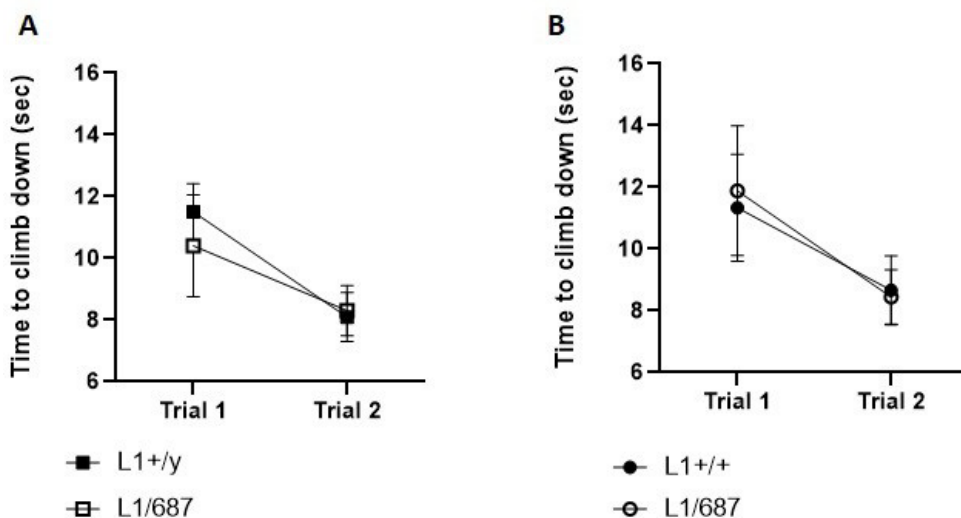 A
Time to climb down (sec)
16
14
12
10
8
6
Trial 1 Trial 2
L1+/y
L1/687
B
Time to climb down (sec)
16
14
12
10
8
6
Trial 1 Trial 2
L1+/+
L1/687